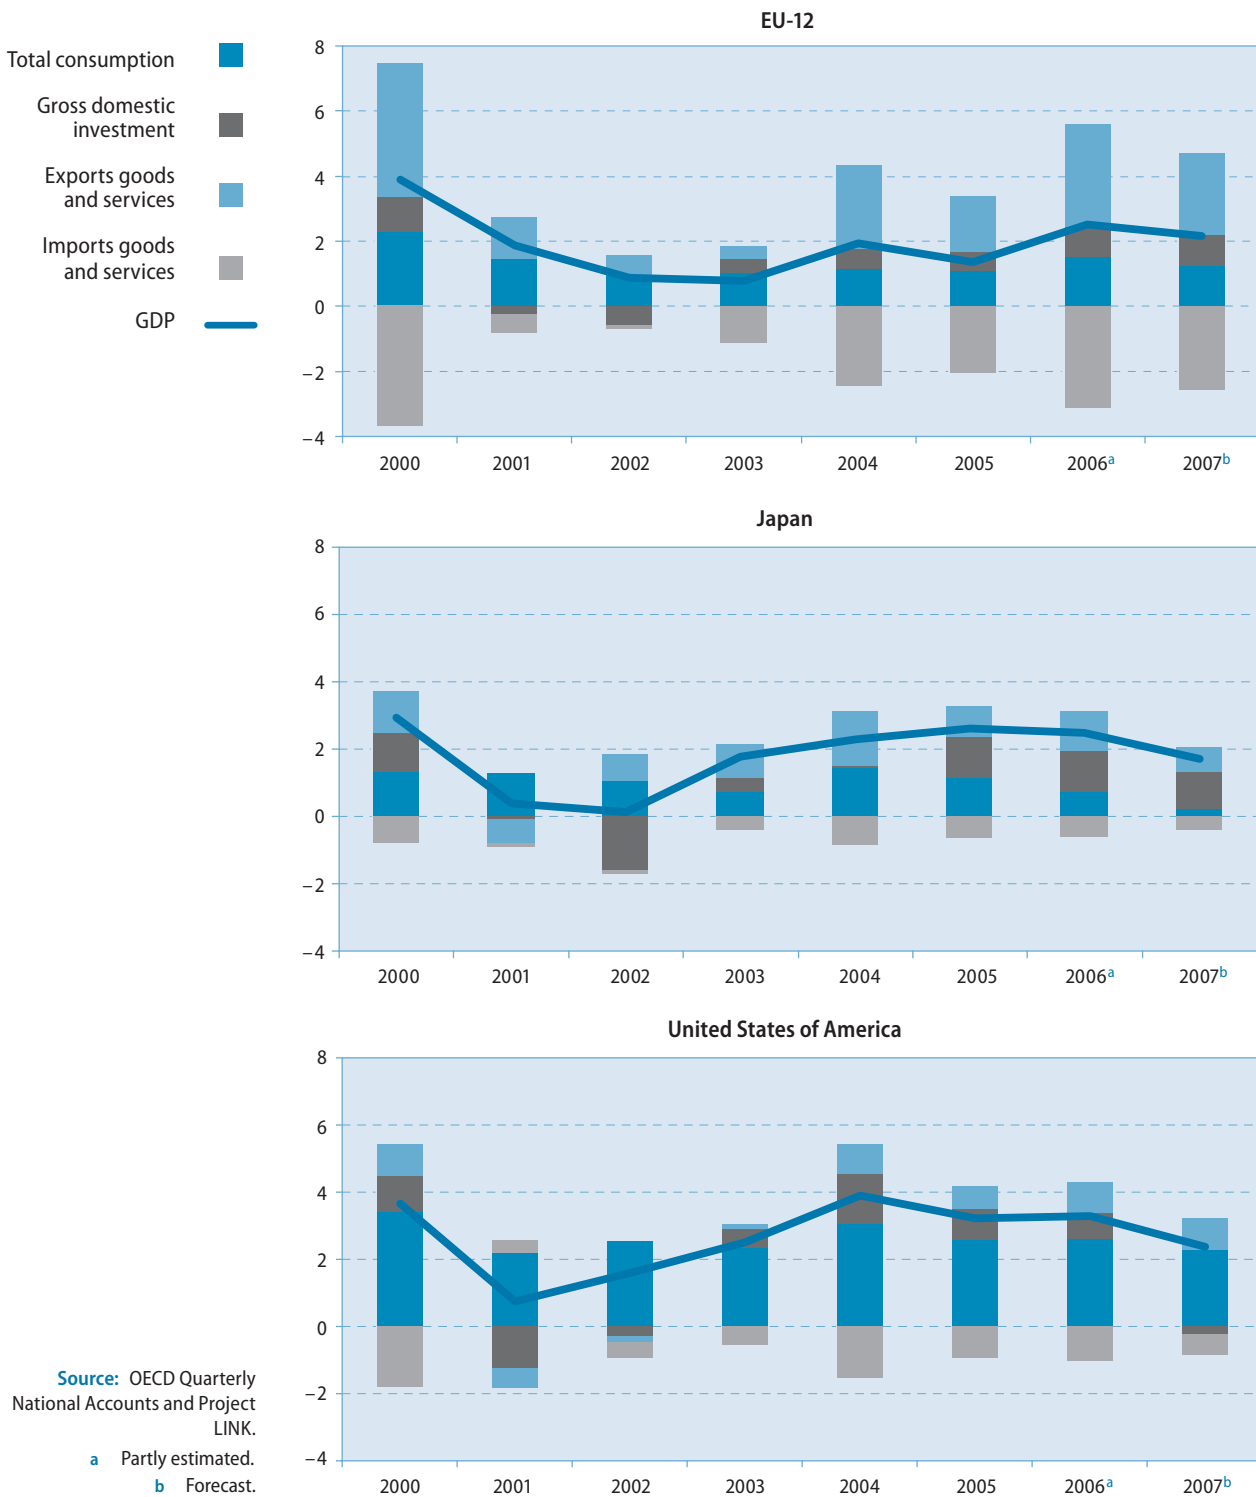 EU-12
Total consumption
Gross domestic
investment
Exports goods
and services
Imports goods
and services
GDP
8
6
4
2
0
−2
−4
2000 2001 2002 2003 2004 2005 2006a 2007b
Japan
8
6
4
2
0
−2
−4
2000 2001 2002 2003 2004 2005 2006a 2007b
United States of America
8
6
4
2
0
−2
−4
2000 2001 2002 2003 2004 2005 2006a 2007b
Source: OECD Quarterly
National Accounts and Project
LINK.
a Partly estimated.
b Forecast.